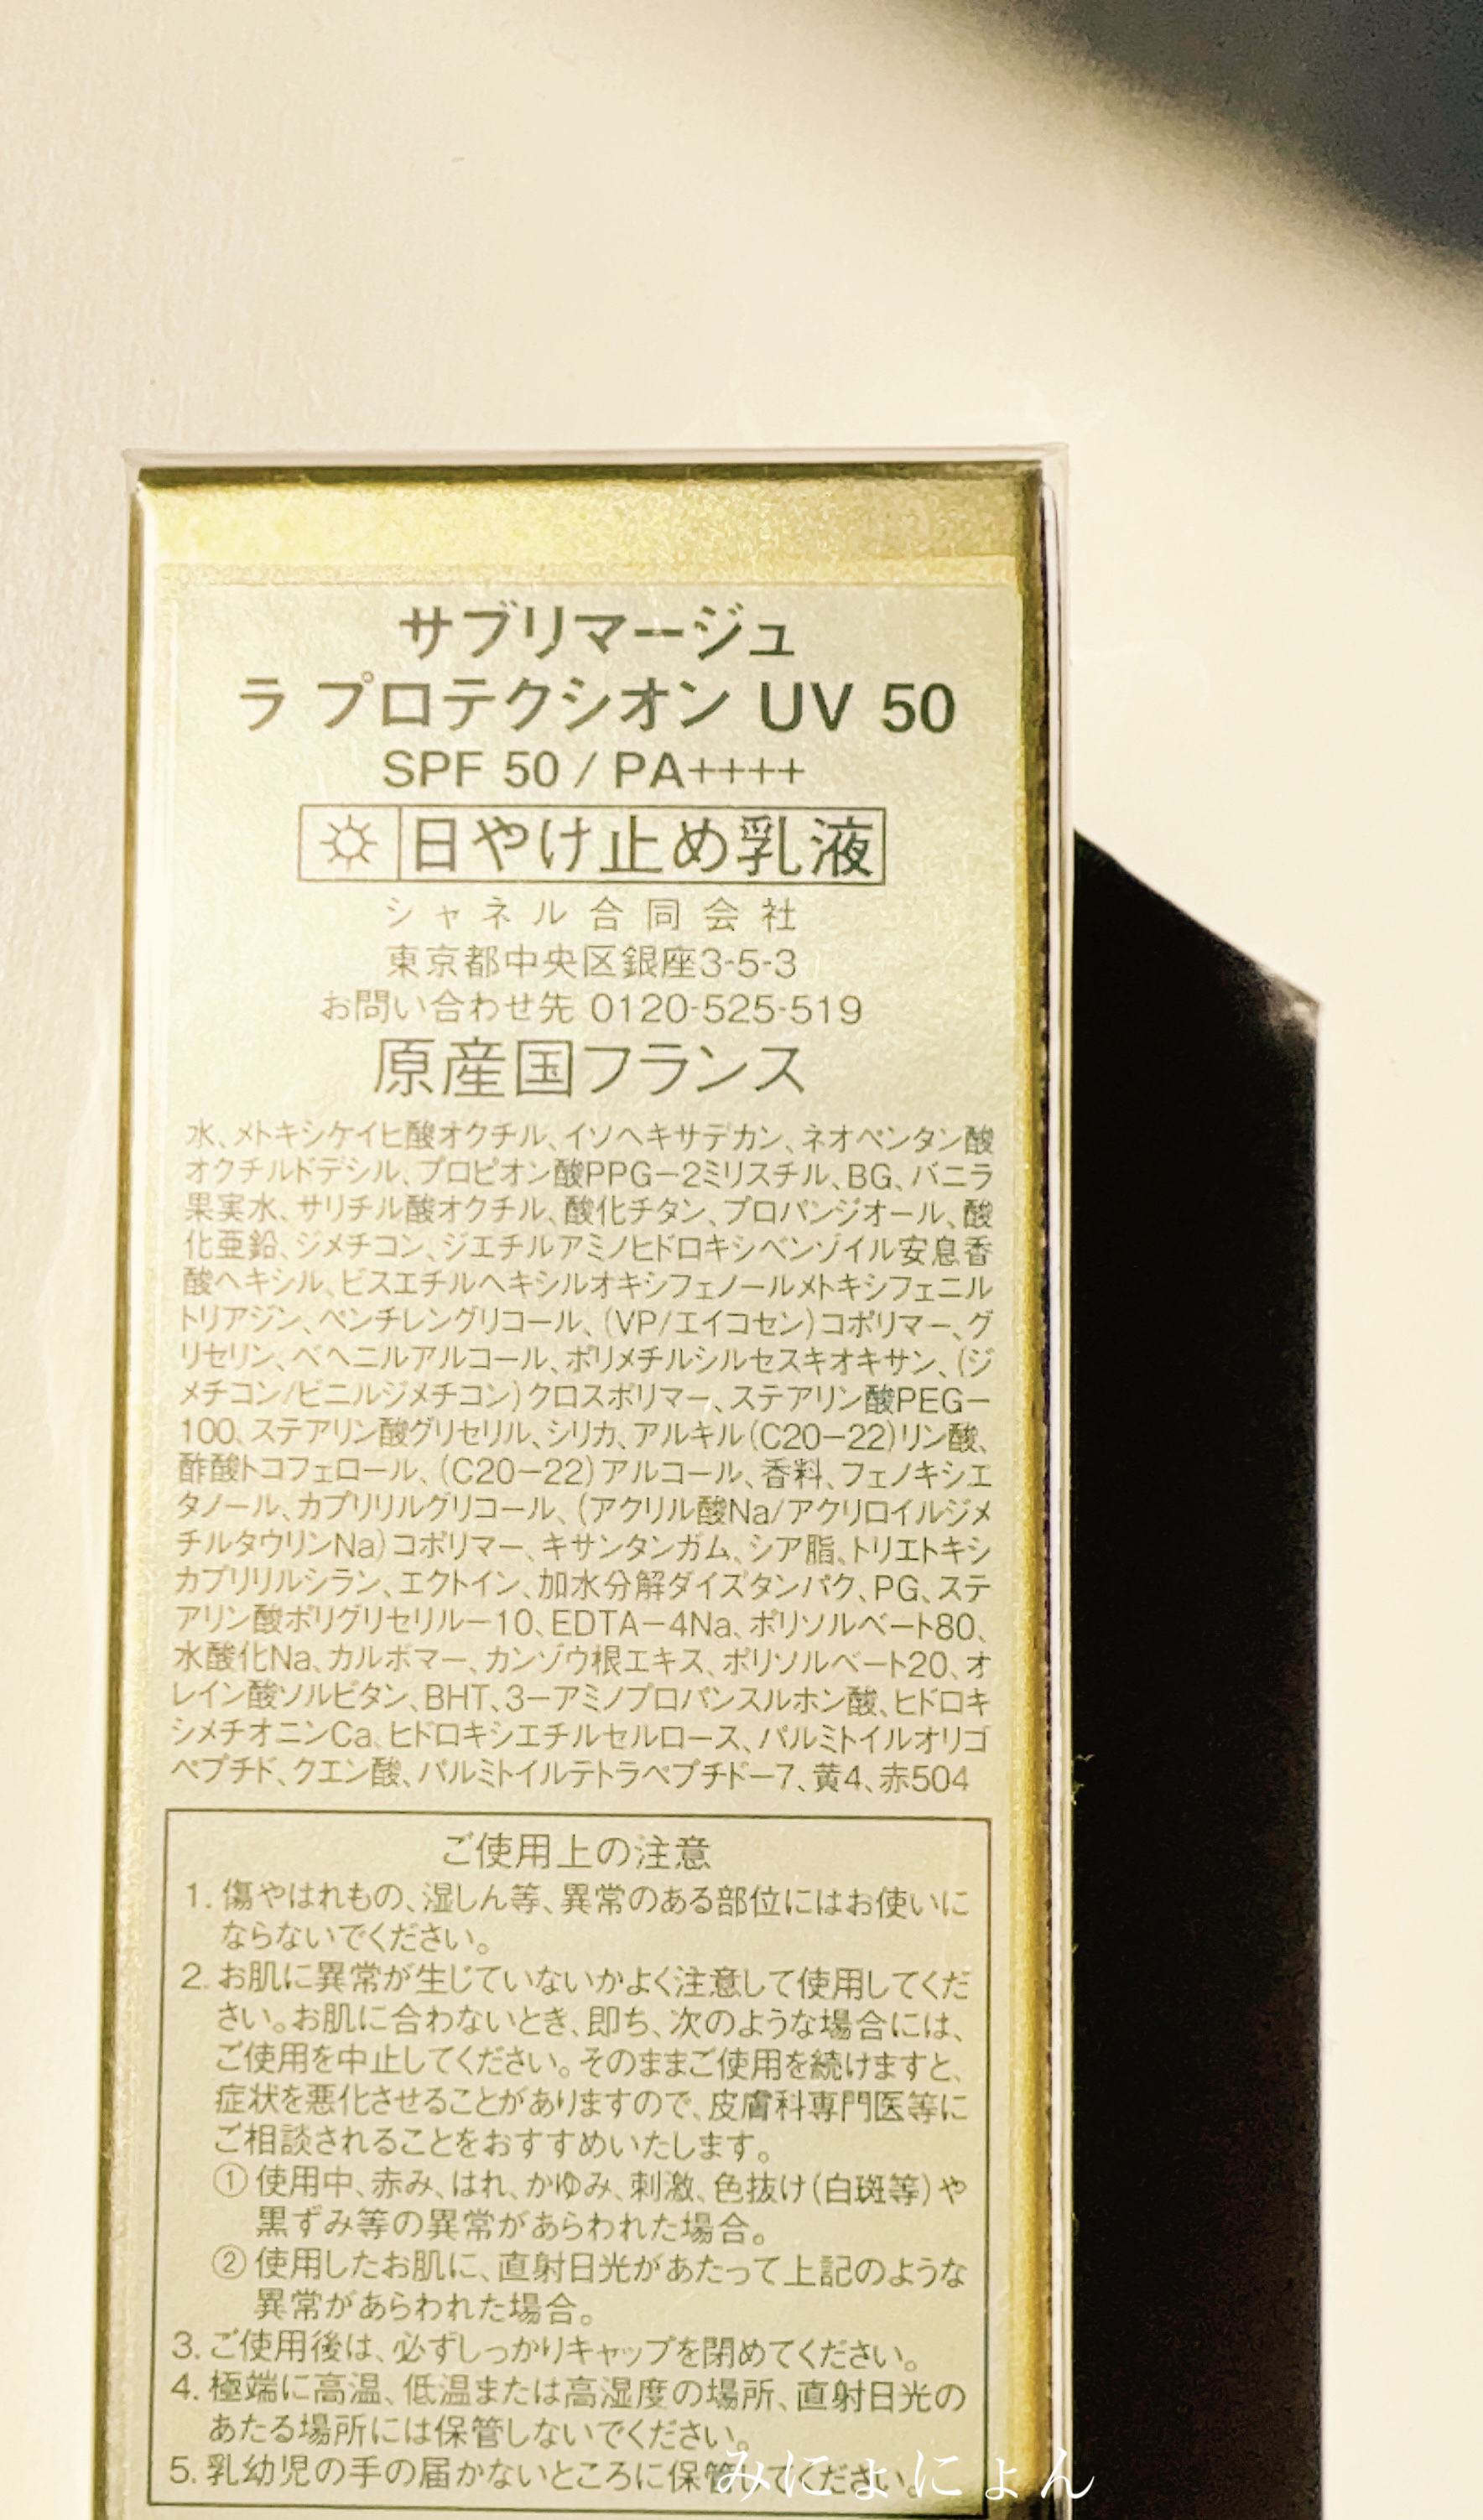 サブリマージュ
ラ プロテクシオン UV 50
SPF 50 / PA++++
日やけ止め乳液
シャネル合同会社
東京都中央区銀座3-5-3
お問い合わせ先 0120-525-519
原産国フランス
水、メトキシケイヒ酸オクチル、イソヘキサデカン、ネオペンタン酸
オクチルドデシル、プロピオン酸PPG-2ミリスチル、BG、バニラ
果実水、サリチル酸オクチル、酸化チタン、プロパンジオール、酸
化亜鉛、ジメチコン、ジエチルアミノヒドロキシベンゾイル安息香
酸ヘキシル、ビスエチルヘキシルオキシフェノールメトキシフェニル
トリアジン、ペンチレングリコール、(VP/エイコセン)コポリマー、グ
リセリン、ベヘニルアルコール、ポリメチルシルセスキオキサン、(ジ
メチコン/ビニルジメチコン)クロスポリマー、ステアリン酸PEG-
100、ステアリン酸グリセリル、シリカ、アルキル(C20-22)リン酸、
酢酸トコフェロール、(C20-22)アルコール、香料、フェノキシエ
タノール、カプリリルグリコール、(アクリル酸Na/アクリロイルジメ
チルタウリンNa)コポリマー、キサンタンガム、シア脂、トリエトキシ
カプリリルシラン、エクトイン、加水分解ダイズタンパク、PG、ステ
アリン酸ポリグリセリル-10、EDTA-4Na、ポリソルベート80、
水酸化Na、カルボマー、カンゾウ根エキス、ポリソルベート20、オ
レイン酸ソルビタン、BHT、3-アミノプロパンスルホン酸、ヒドロキ
シメチオニンCa、ヒドロキシエチルセルロース、パルミトイルオリゴ
ペプチド、クエン酸、パルミトイルテトラペプチド-7、黄4、赤504
ご使用上の注意
1. 傷やはれもの、湿しん等、異常のある部位にはお使いに
ならないでください。
2. お肌に異常が生じていないかよく注意して使用してくだ
さい。お肌に合わないとき、即ち、次のような場合には、
ご使用を中止してください。そのままご使用を続けますと、
症状を悪化させることがありますので、皮膚科専門医等に
ご相談されることをおすすめいたします。
① 使用中、赤み、はれ、かゆみ、刺激、色抜け(白斑等)や
黒ずみ等の異常があらわれた場合。
② 使用したお肌に、直射日光があたって上記のような
異常があらわれた場合。
3. ご使用後は、必ずしっかりキャップを閉めてください。
4. 極端に高温、低温または高湿度の場所、直射日光の
あたる場所には保管しないでください。
5. 乳幼児の手の届かないところに保管してください。
みにょにょん